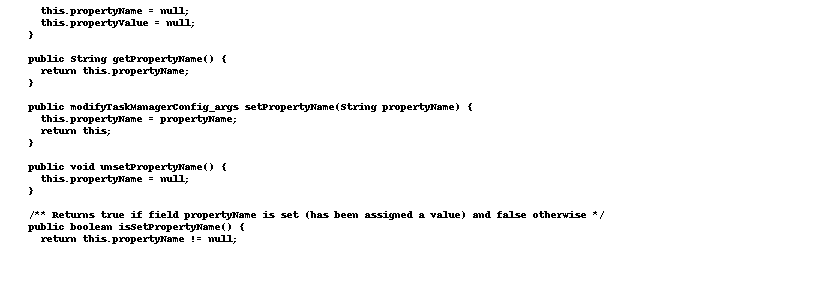 this.propertyName = null;
this.propertyValue = null;
}
public String getPropertyName() {
return this.propertyName;
}
public modifyTaskManagerConfig_args setPropertyName(String propertyName) {
this.propertyName = propertyName;
return this;
}
public void unsetPropertyName() {
this.propertyName = null;
}
/** Returns true if field propertyName is set (has been assigned a value) and false otherwise */
public boolean isSetPropertyName() {
return this.propertyName != null;